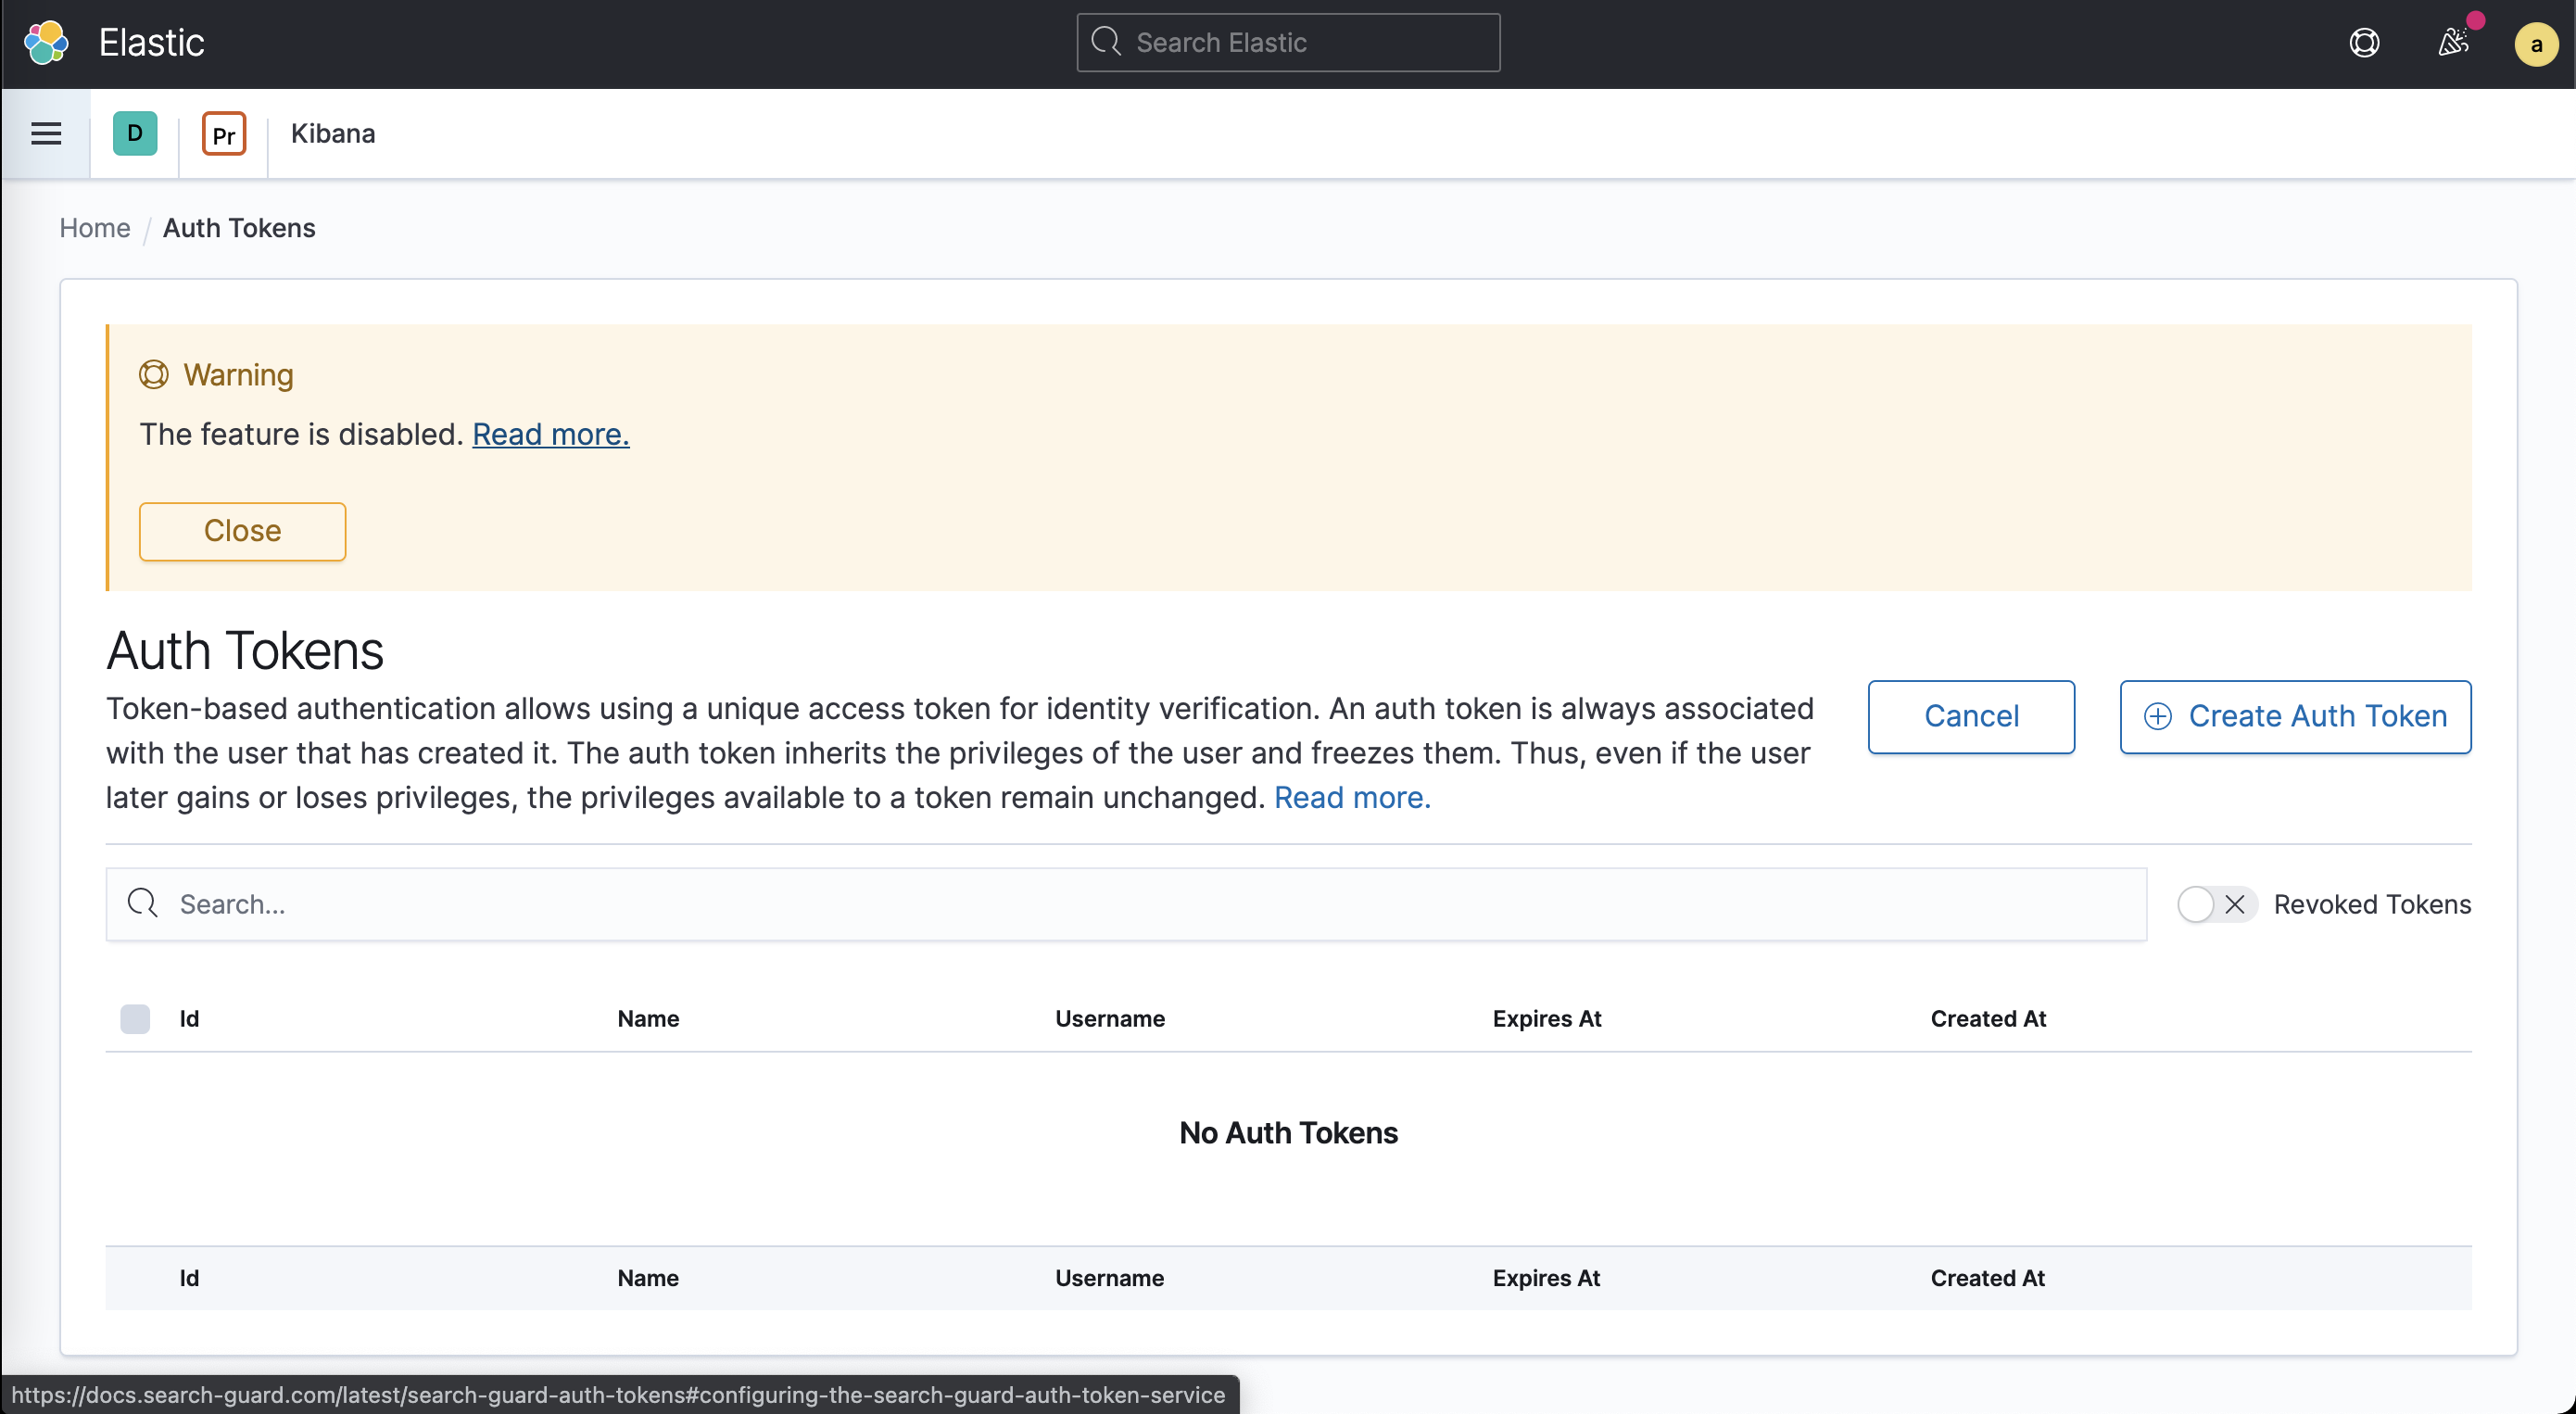 Elastic
Search Elastic
a
D
Pr
Kibana
Home / Auth Tokens
Warning
The feature is disabled. Read more.
Close
Auth Tokens
Token-based authentication allows using a unique access token for identity verification. An auth token is always associated
with the user that has created it. The auth token inherits the privileges of the user and freezes them. Thus, even if the user
later gains or loses privileges, the privileges available to a token remain unchanged. Read more.
Cancel
Create Auth Token
Search...
Revoked Tokens
Id Name Username Expires At Created At
No Auth Tokens
Id Name Username Expires At Created At
https://docs.search-guard.com/latest/search-guard-auth-tokens#configuring-the-search-guard-auth-token-service